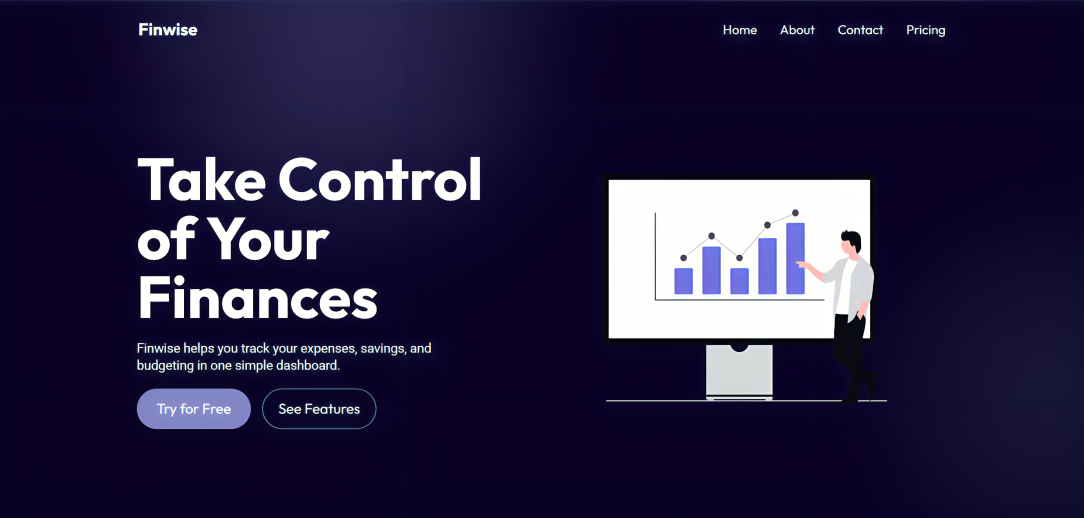 Finwise
Home About Contact Pricing
Take Control
of Your
Finances
Finwise helps you track your expenses, savings, and
budgeting in one simple dashboard.
Try for Free
See Features